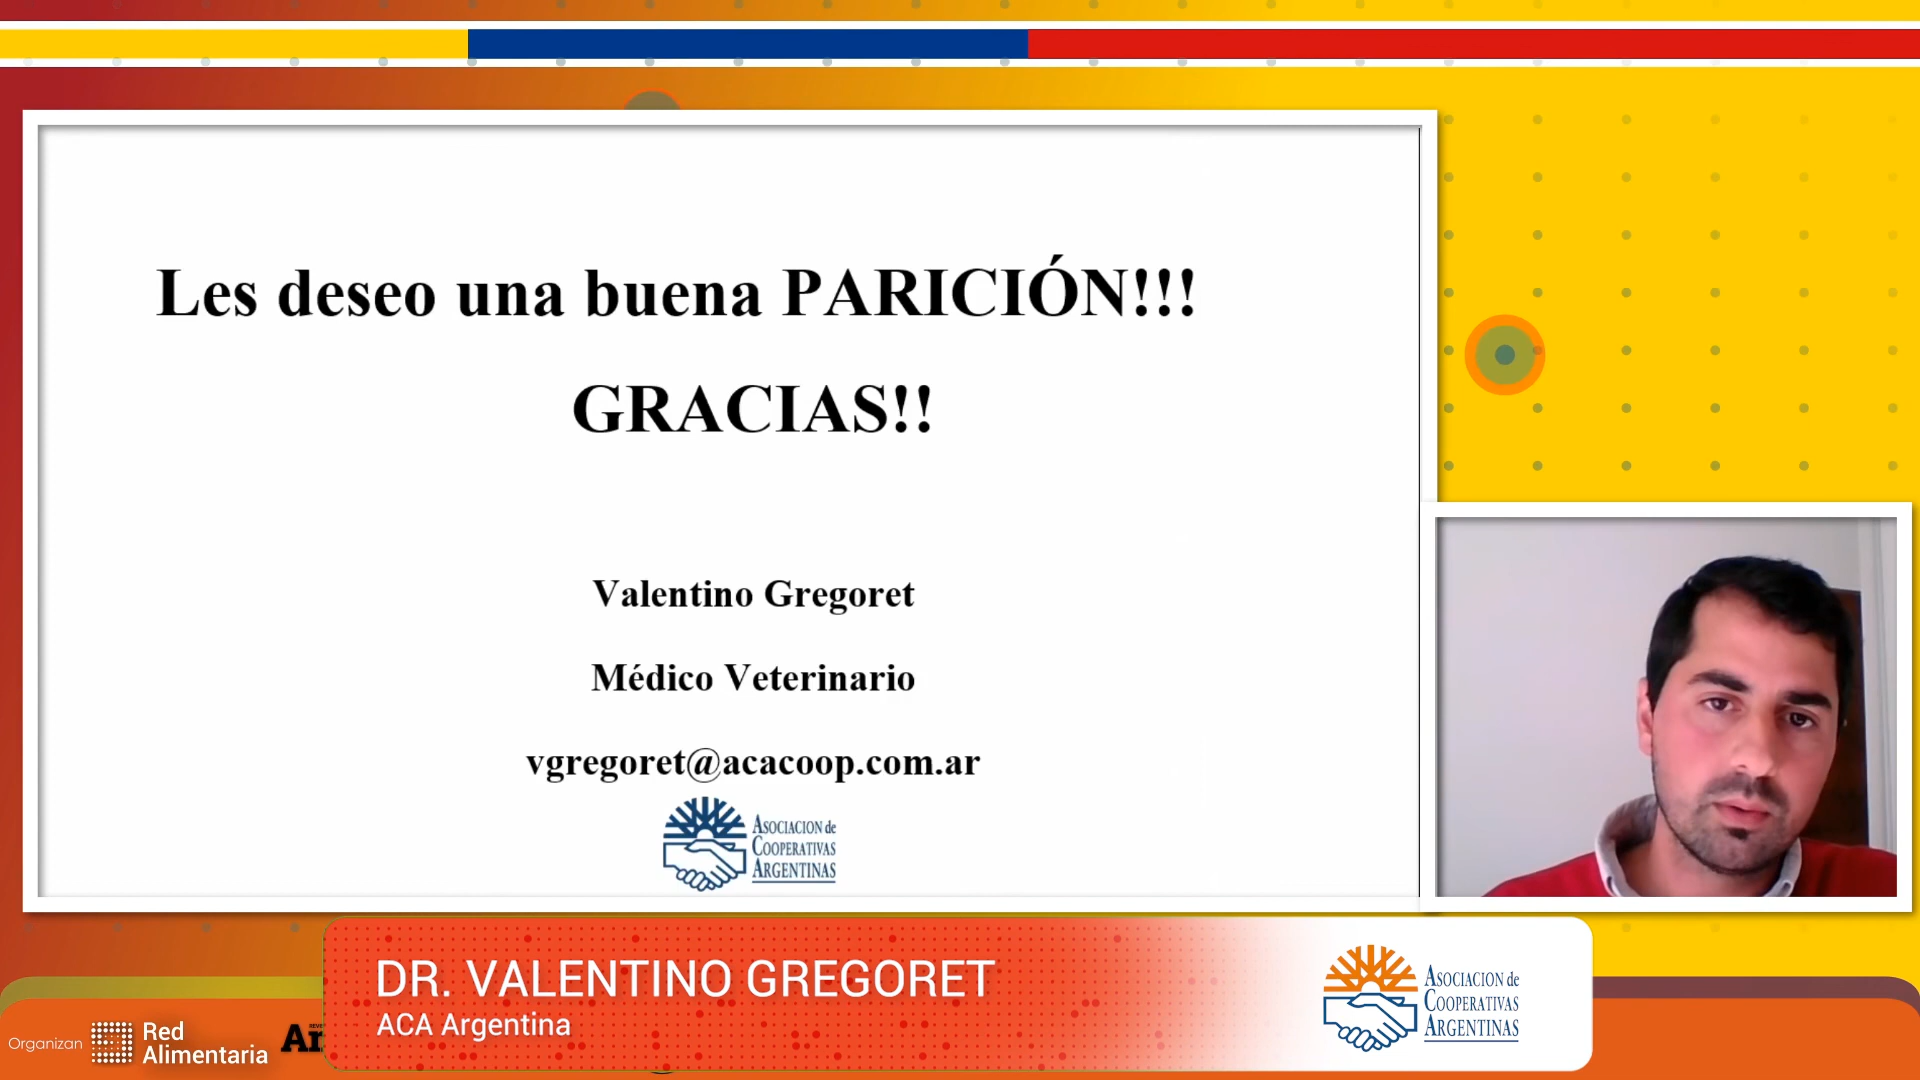 Les deseo una buena PARICIÓN!!!
GRACIAS!!
Valentino Gregoret
Médico Veterinario
vgregoret@acacoop.com.ar
ASOCIACION de
COOPERATIVAS
ARGENTINAS
DR. VALENTINO GREGORET
ACA Argentina
ASOCIACION de
COOPERATIVAS
ARGENTINAS
Organizan
Red
Alimentaria